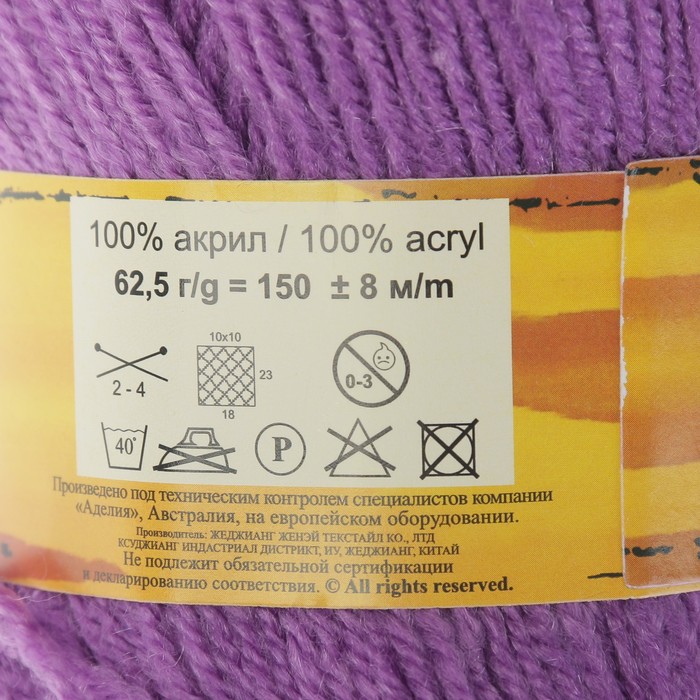 100% акрил / 100% acryl
62,5 г/g = 150 ± 8 м/m
10x10
23
18
2 - 4
0-3
40°
P
Произведено под техническим контролем специалистов компании
«Аделия», Австралия, на европейском оборудовании.
Производитель: ЖЕДЖИАНГ ЖЕНЭЙ ТЕКСТАЙЛ КО., ЛТД
КСУДЖИАНГ ИНДАСТРИАЛ ДИСТРИКТ, ИУ, ЖЕДЖИАНГ, КИТАЙ
Не подлежит обязательной сертификации
и декларированию соответствия. © All rights reserved.